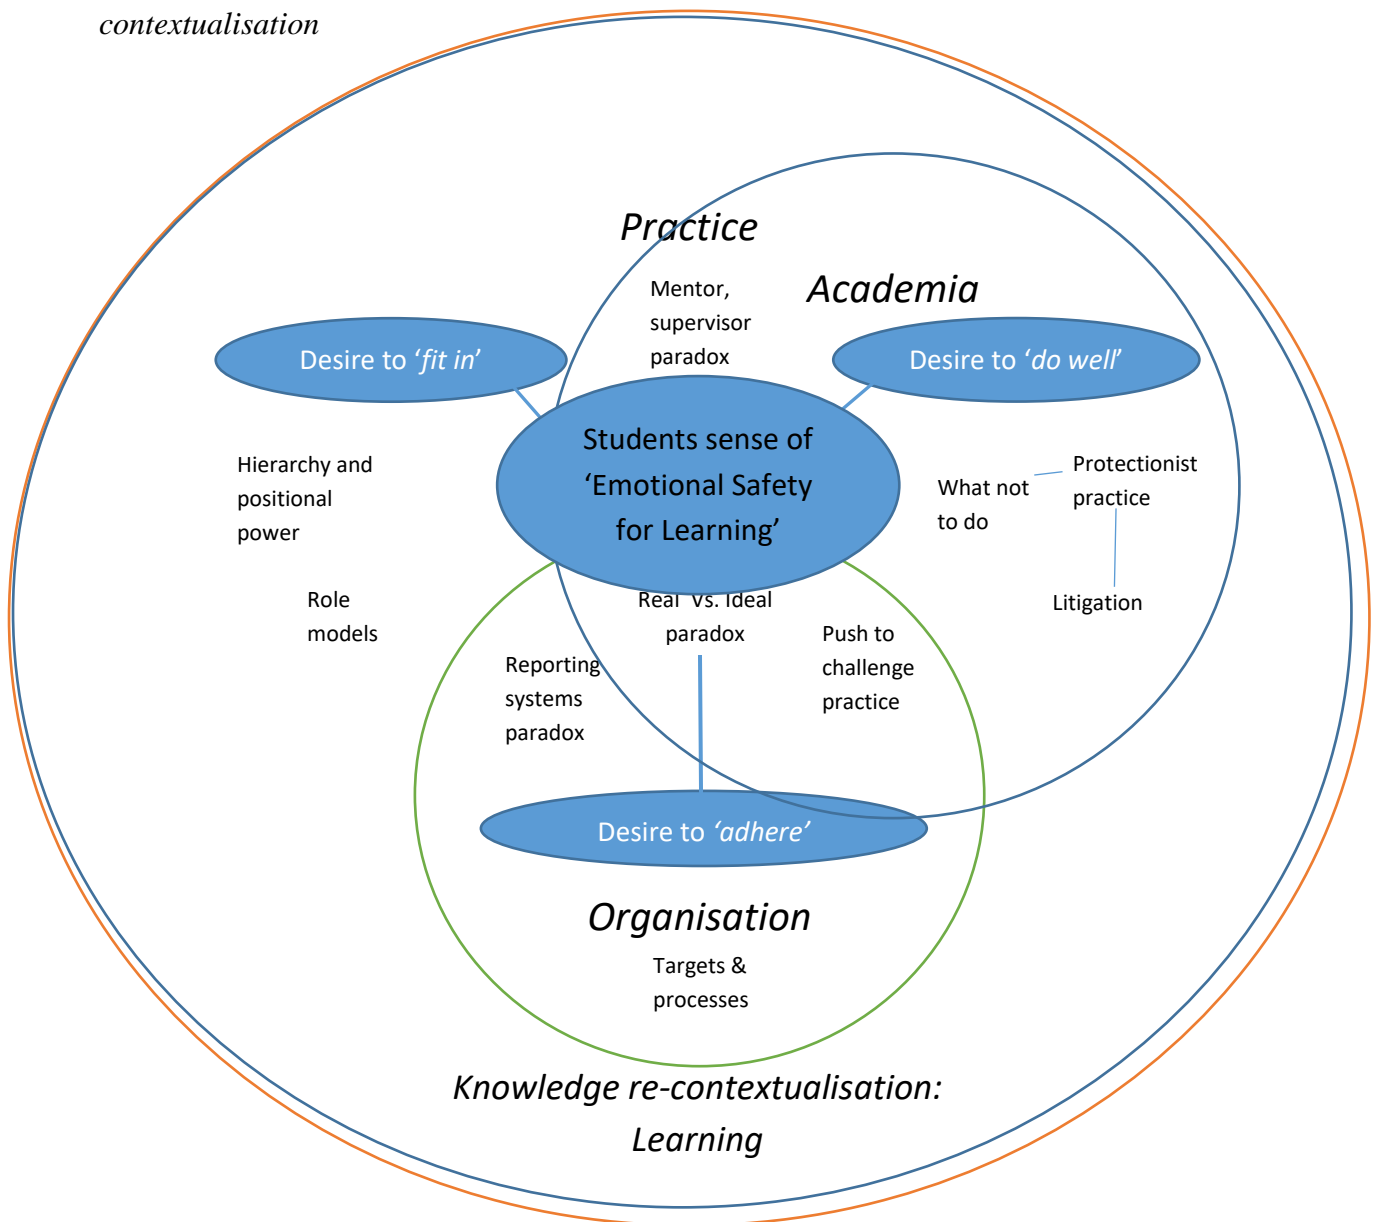 contextualisation
Practice
Academia
Mentor,
supervisor
paradox
Desire to ‘fit in’
Desire to ‘do well’
Students sense of
‘Emotional Safety
for Learning’
Hierarchy and
positional
power
What not
to do
Protectionist
practice
Litigation
Role
models
Real Vs. Ideal
paradox
Push to
challenge
practice
Reporting
systems
paradox
Desire to ‘adhere’
Organisation
Targets &
processes
Knowledge re-contextualisation:
Learning